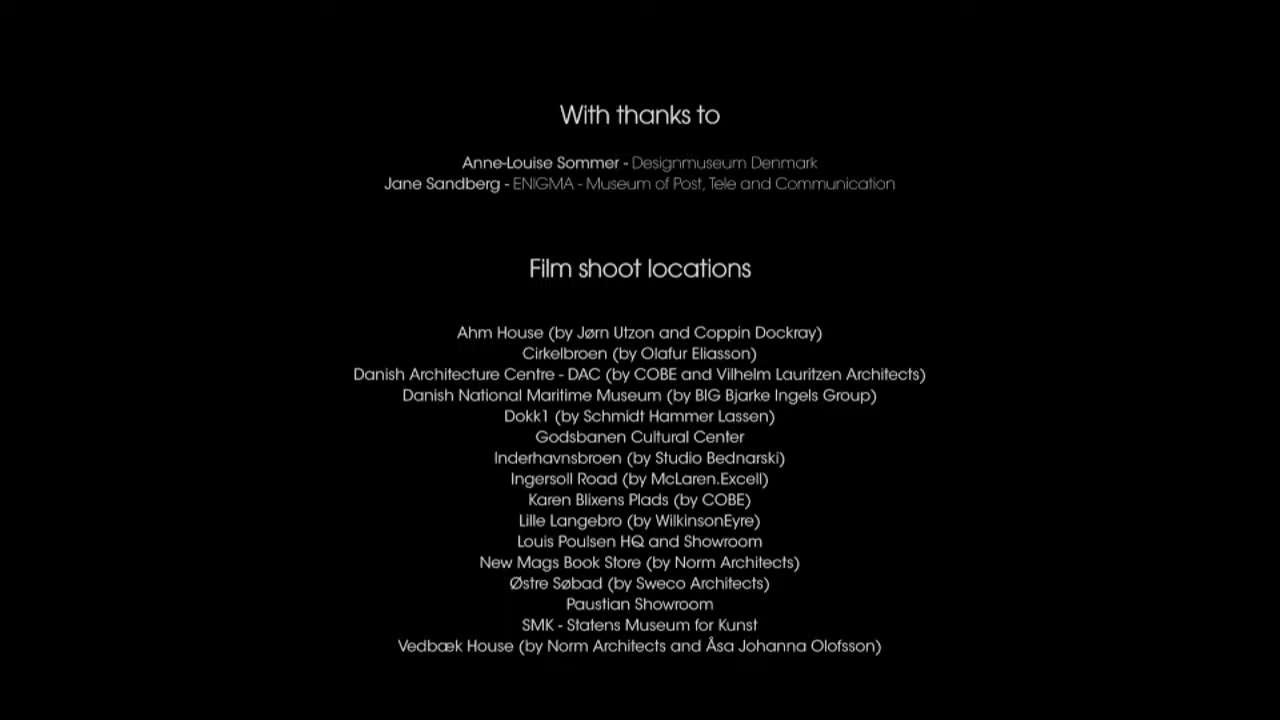 With thanks to
Anne-Louise Sommer - Designmuseum Denmark
Jane Sandberg - ENIGMA - Museum of Post, Tele and Communication
Film shoot locations
Ahm House (by Jørn Utzon and Coppin Dockray)
Cirkelbroen (by Olafur Eliasson)
Danish Architecture Centre - DAC (by COBE and Vilhelm Lauritzen Architects)
Danish National Maritime Museum (by BIG Bjarke Ingels Group)
Dokk1 (by Schmidt Hammer Lassen)
Godsbanen Cultural Center
Inderhavnsbroen (by Studio Bednarski)
Ingersoll Road (by McLaren.Excell)
Karen Blixens Plads (by COBE)
Lille Langebro (by WilkinsonEyre)
Louis Poulsen HQ and Showroom
New Mags Book Store (by Norm Architects)
Østre Søbad (by Sweco Architects)
Paustian Showroom
SMK - Statens Museum for Kunst
Vedbæk House (by Norm Architects and Åsa Johanna Olofsson)